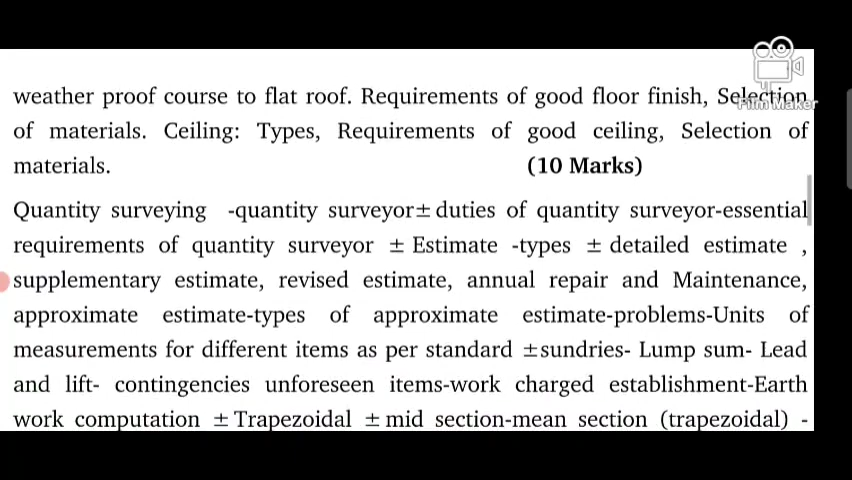 weather proof course to flat roof. Requirements of good floor finish, Selection
of materials. Ceiling: Types, Requirements of good ceiling, Selection of
materials. (10 Marks)
Quantity surveying -quantity surveyor± duties of quantity surveyor-essential
requirements of quantity surveyor ± Estimate -types ± detailed estimate ,
supplementary estimate, revised estimate, annual repair and Maintenance,
approximate estimate-types of approximate estimate-problems-Units of
measurements for different items as per standard ±sundries- Lump sum- Lead
and lift- contingencies unforeseen items-work charged establishment-Earth
work computation ± Trapezoidal ± mid section-mean section (trapezoidal) -
Film Maker